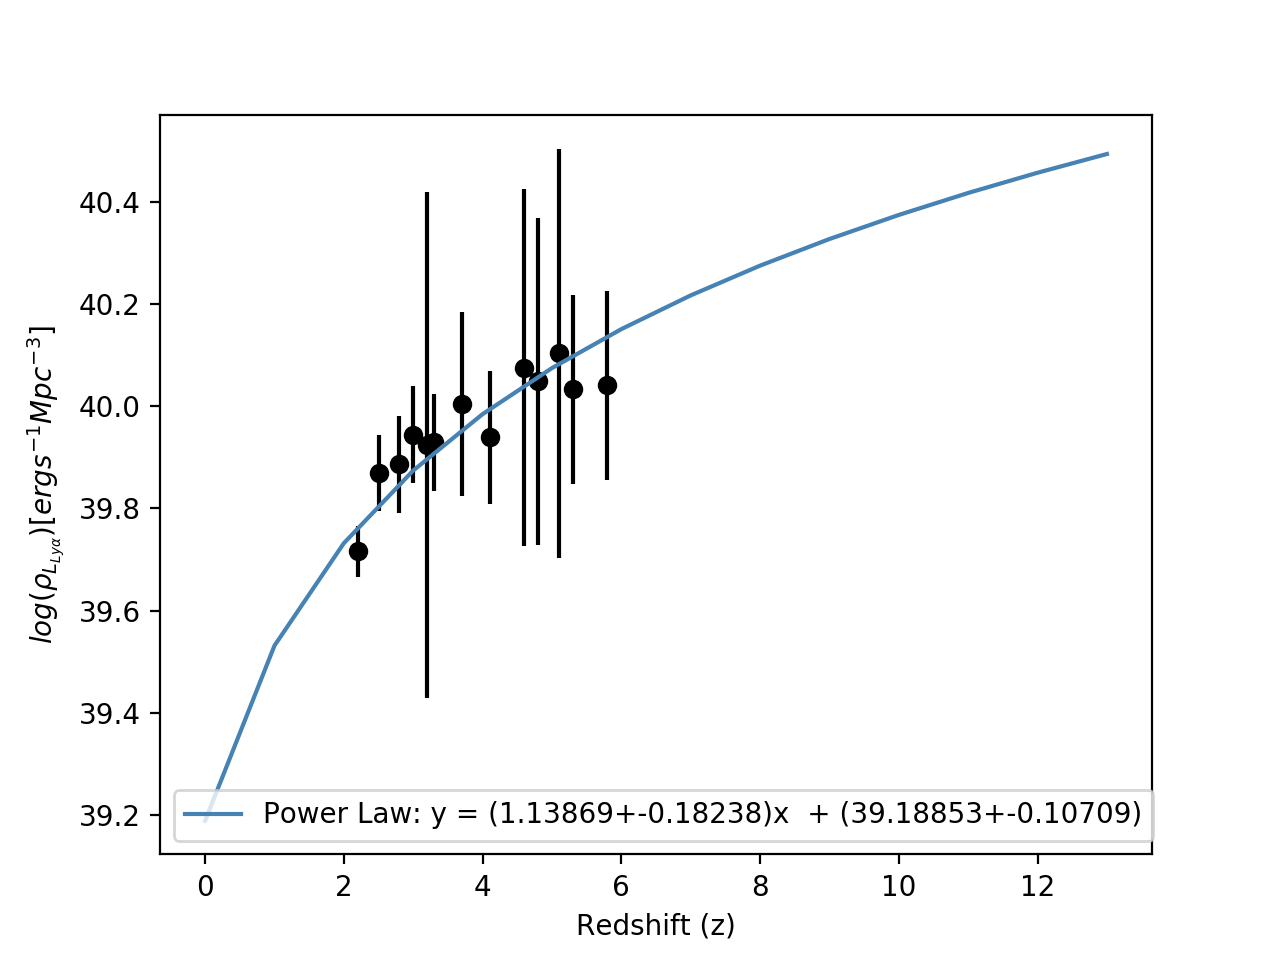 log(ρ_{L_{Lyα}})[ergs^{−1}Mpc^{−3}]
40.4
40.2
40.0
39.8
39.6
39.4
39.2
Power Law: y = (1.13869+-0.18238)x  + (39.18853+-0.10709)
0 2 4 6 8 10 12
Redshift (z)